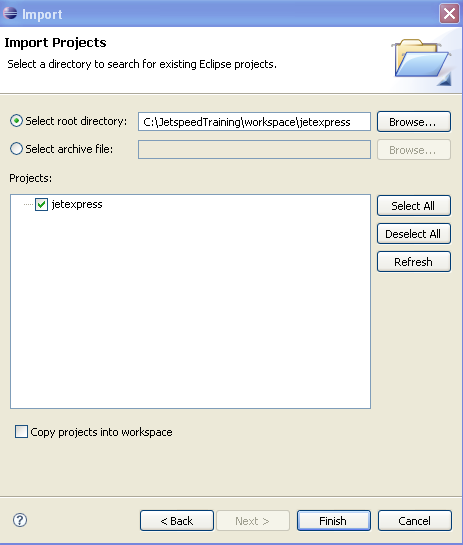 Import
Import Projects
Select a directory to search for existing Eclipse projects.
Select root directory: C:\JetspeedTraining\workspace\jetexpress Browse...
Select archive file: Browse...
Projects:
jetexpress
Select All
Deselect All
Refresh
Copy projects into workspace
? < Back Next > Finish Cancel